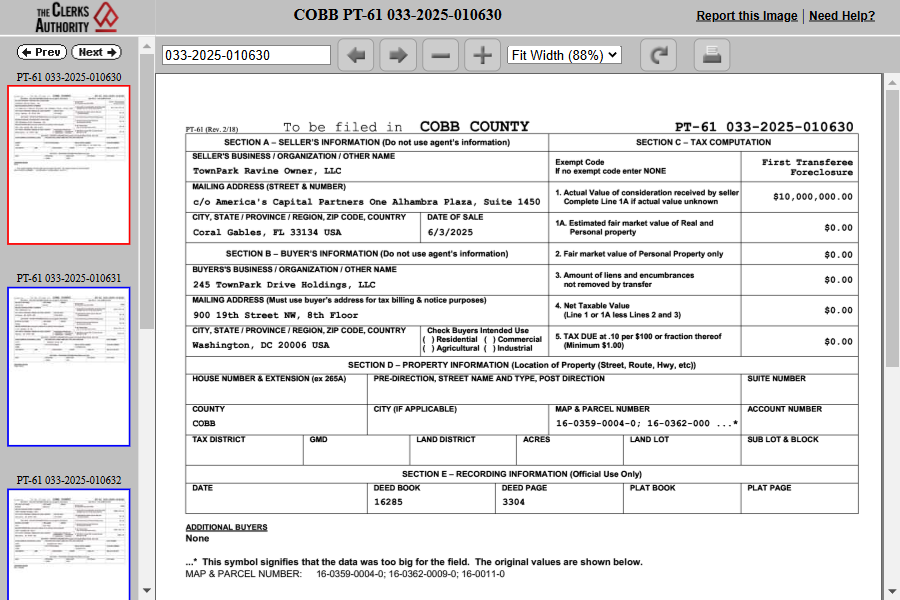 THE CLERKS AUTHORITY
COBB PT-61 033-2025-010630
Report this Image | Need Help?
Prev Next
033-2025-010630
Fit Width (88%)
PT-61 033-2025-010630
PT-61 033-2025-010631
PT-61 033-2025-010632
PT-61 (Rev. 2/18) To be filed in COBB COUNTY PT-61 033-2025-010630
SECTION A – SELLER'S INFORMATION (Do not use agent's information)
SELLER'S BUSINESS / ORGANIZATION / OTHER NAME
TownPark Ravine Owner, LLC
MAILING ADDRESS (STREET & NUMBER)
c/o America's Capital Partners One Alhambra Plaza, Suite 1450
CITY, STATE / PROVINCE / REGION, ZIP CODE, COUNTRY
Coral Gables, FL 33134 USA
DATE OF SALE
6/3/2025
SECTION B – BUYER'S INFORMATION (Do not use agent's information)
BUYERS'S BUSINESS / ORGANIZATION / OTHER NAME
245 TownPark Drive Holdings, LLC
MAILING ADDRESS (Must use buyer's address for tax billing & notice purposes)
900 19th Street NW, 8th Floor
CITY, STATE / PROVINCE / REGION, ZIP CODE, COUNTRY
Washington, DC 20006 USA
Check Buyers Intended Use
( ) Residential ( ) Commercial
( ) Agricultural ( ) Industrial
SECTION C – TAX COMPUTATION
Exempt Code
If no exempt code enter NONE
First Transferee
Foreclosure
1. Actual Value of consideration received by seller
Complete Line 1A if actual value unknown
$10,000,000.00
1A. Estimated fair market value of Real and
Personal property
$0.00
2. Fair market value of Personal Property only
$0.00
3. Amount of liens and encumbrances
not removed by transfer
$0.00
4. Net Taxable Value
(Line 1 or 1A less Lines 2 and 3)
$0.00
5. TAX DUE at .10 per $100 or fraction thereof
(Minimum $1.00)
$0.00
SECTION D – PROPERTY INFORMATION (Location of Property (Street, Route, Hwy, etc))
HOUSE NUMBER & EXTENSION (ex 265A) PRE-DIRECTION, STREET NAME AND TYPE, POST DIRECTION SUITE NUMBER
COUNTY CITY (IF APPLICABLE) MAP & PARCEL NUMBER ACCOUNT NUMBER
COBB 16-0359-0004-0; 16-0362-000 ...*
TAX DISTRICT GMD LAND DISTRICT ACRES LAND LOT SUB LOT & BLOCK
SECTION E – RECORDING INFORMATION (Official Use Only)
DATE DEED BOOK DEED PAGE PLAT BOOK PLAT PAGE
16285 3304
ADDITIONAL BUYERS
None
...* This symbol signifies that the data was too big for the field. The original values are shown below.
MAP & PARCEL NUMBER: 16-0359-0004-0; 16-0362-0009-0; 16-0011-0